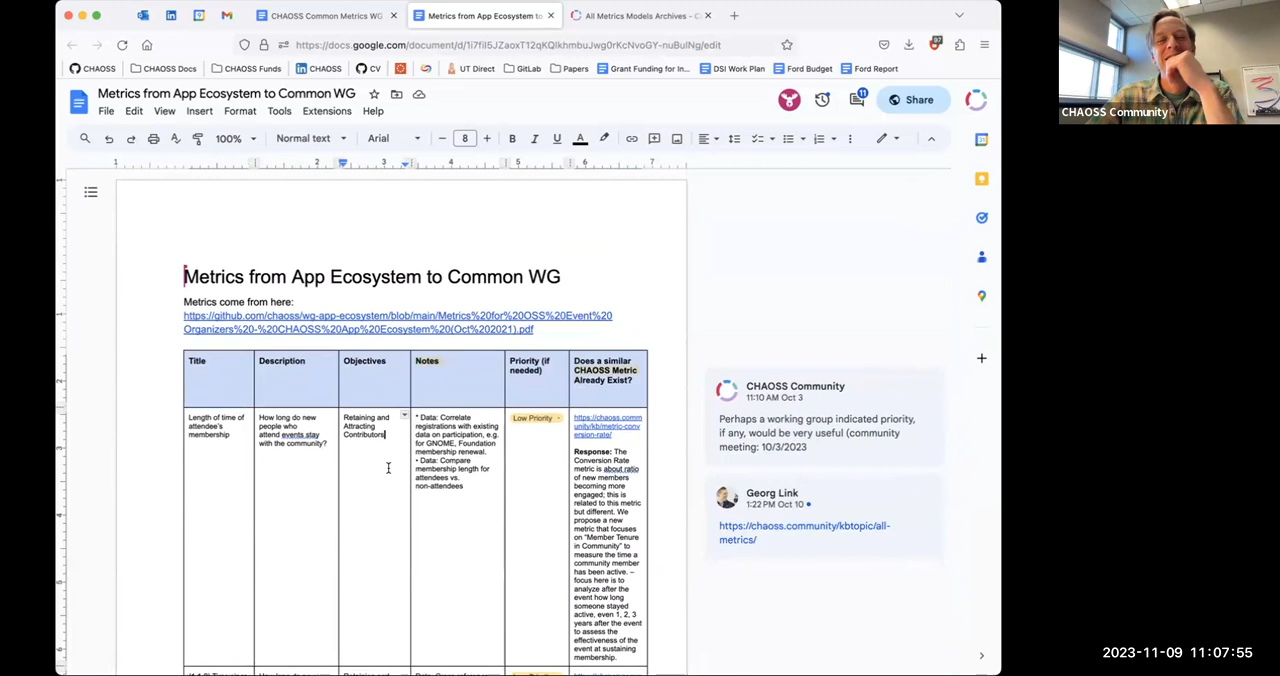 CHAOSS Common Metrics WG
Metrics from App Ecosystem to
All Metrics Models Archives - C
https://docs.google.com/document/d/1i7fil5JZaoxT12qKQIkhmbuJwg0rKcNvoGY-nuBulNg/edit
97
CHAOSS
CHAOSS Docs
CHAOSS Funds
CHAOSS
CV
UT Direct
GitLab
Papers
Grant Funding for In...
DSI Work Plan
Ford Budget
Ford Report
Metrics from App Ecosystem to Common WG
File Edit View Insert Format Tools Extensions Help
11
Share
100% Normal text Arial 8
1 2 3 4 5 6 7
Metrics from App Ecosystem to Common WG
Metrics come from here:
https://github.com/chaoss/wg-app-ecosystem/blob/main/Metrics%20for%20OSS%20Event%20
Organizers%20-%20CHAOSS%20App%20Ecosystem%20(Oct%202021).pdf
Title
Description
Objectives
Notes
Priority (if
needed)
Does a similar
CHAOSS Metric
Already Exist?
Length of time of
attendee's
membership
How long do new
people who
attend events stay
with the community?
Retaining and
Attracting
Contributors
* Data: Correlate
registrations with existing
data on participation, e.g.
for GNOME, Foundation
membership renewal.
• Data: Compare
membership length for
attendees vs.
non-attendees
Low Priority
https://chaoss.comm
unity/kb/metric-conv
ersion-rate/
Response: The
Conversion Rate
metric is about ratio
of new members
becoming more
engaged; this is
related to this metric
but different. We
propose a new
metric that focuses
on "Member Tenure
in Community" to
measure the time a
community member
has been active. –
focus here is to
analyze after the
event how long
someone stayed
active, even 1, 2, 3
years after the event
to assess the
effectiveness of the
event at sustaining
membership.
CHAOSS Community
11:10 AM Oct 3
Perhaps a working group indicated priority,
if any, would be very useful (community
meeting: 10/3/2023
Georg Link
1:22 PM Oct 10
https://chaoss.community/kbtopic/all-
metrics/
CHAOSS Community
2023-11-09 11:07:55